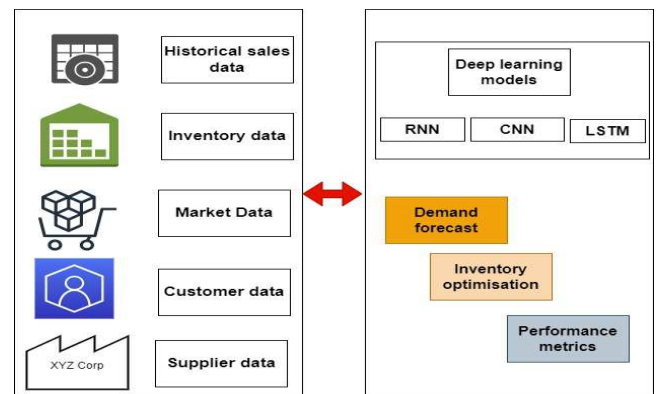 Historical sales
data
Inventory data
Market Data
Customer data
XYZ Corp
Supplier data
Deep learning
models
RNN
CNN
LSTM
Demand
forecast
Inventory
optimisation
Performance
metrics